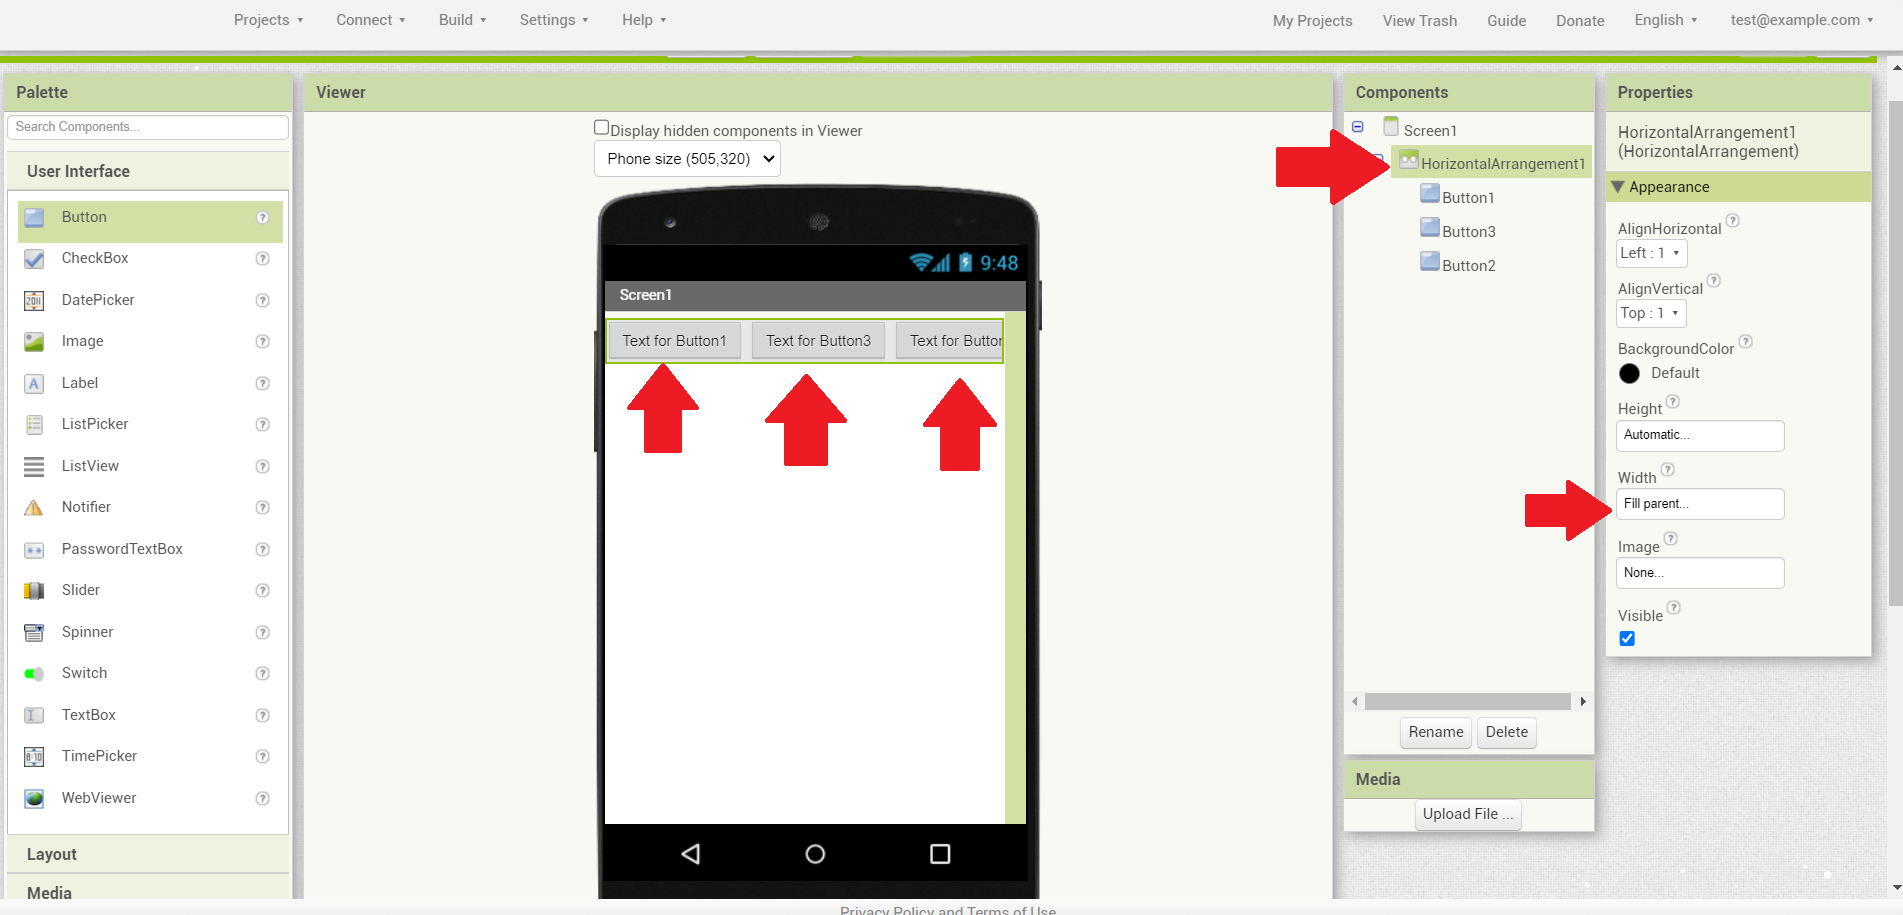 Projects Connect Build Settings Help My Projects View Trash Guide Donate English test@example.com
Palette
Search Components...
User Interface
Button
CheckBox
DatePicker
Image
Label
ListPicker
ListView
Notifier
PasswordTextBox
Slider
Spinner
Switch
TextBox
TimePicker
WebViewer
Layout
Media
Viewer
Display hidden components in Viewer
Phone size (505,320)
9:48
Screen1
Text for Button1 Text for Button3 Text for Button
Components
Screen1
HorizontalArrangement1
Button1
Button3
Button2
Rename Delete
Media
Upload File ...
Properties
HorizontalArrangement1
(HorizontalArrangement)
Appearance
AlignHorizontal
Left : 1
AlignVertical
Top : 1
BackgroundColor
Default
Height
Automatic...
Width
Fill parent...
Image
None...
Visible
Privacy Policy and Terms of Use